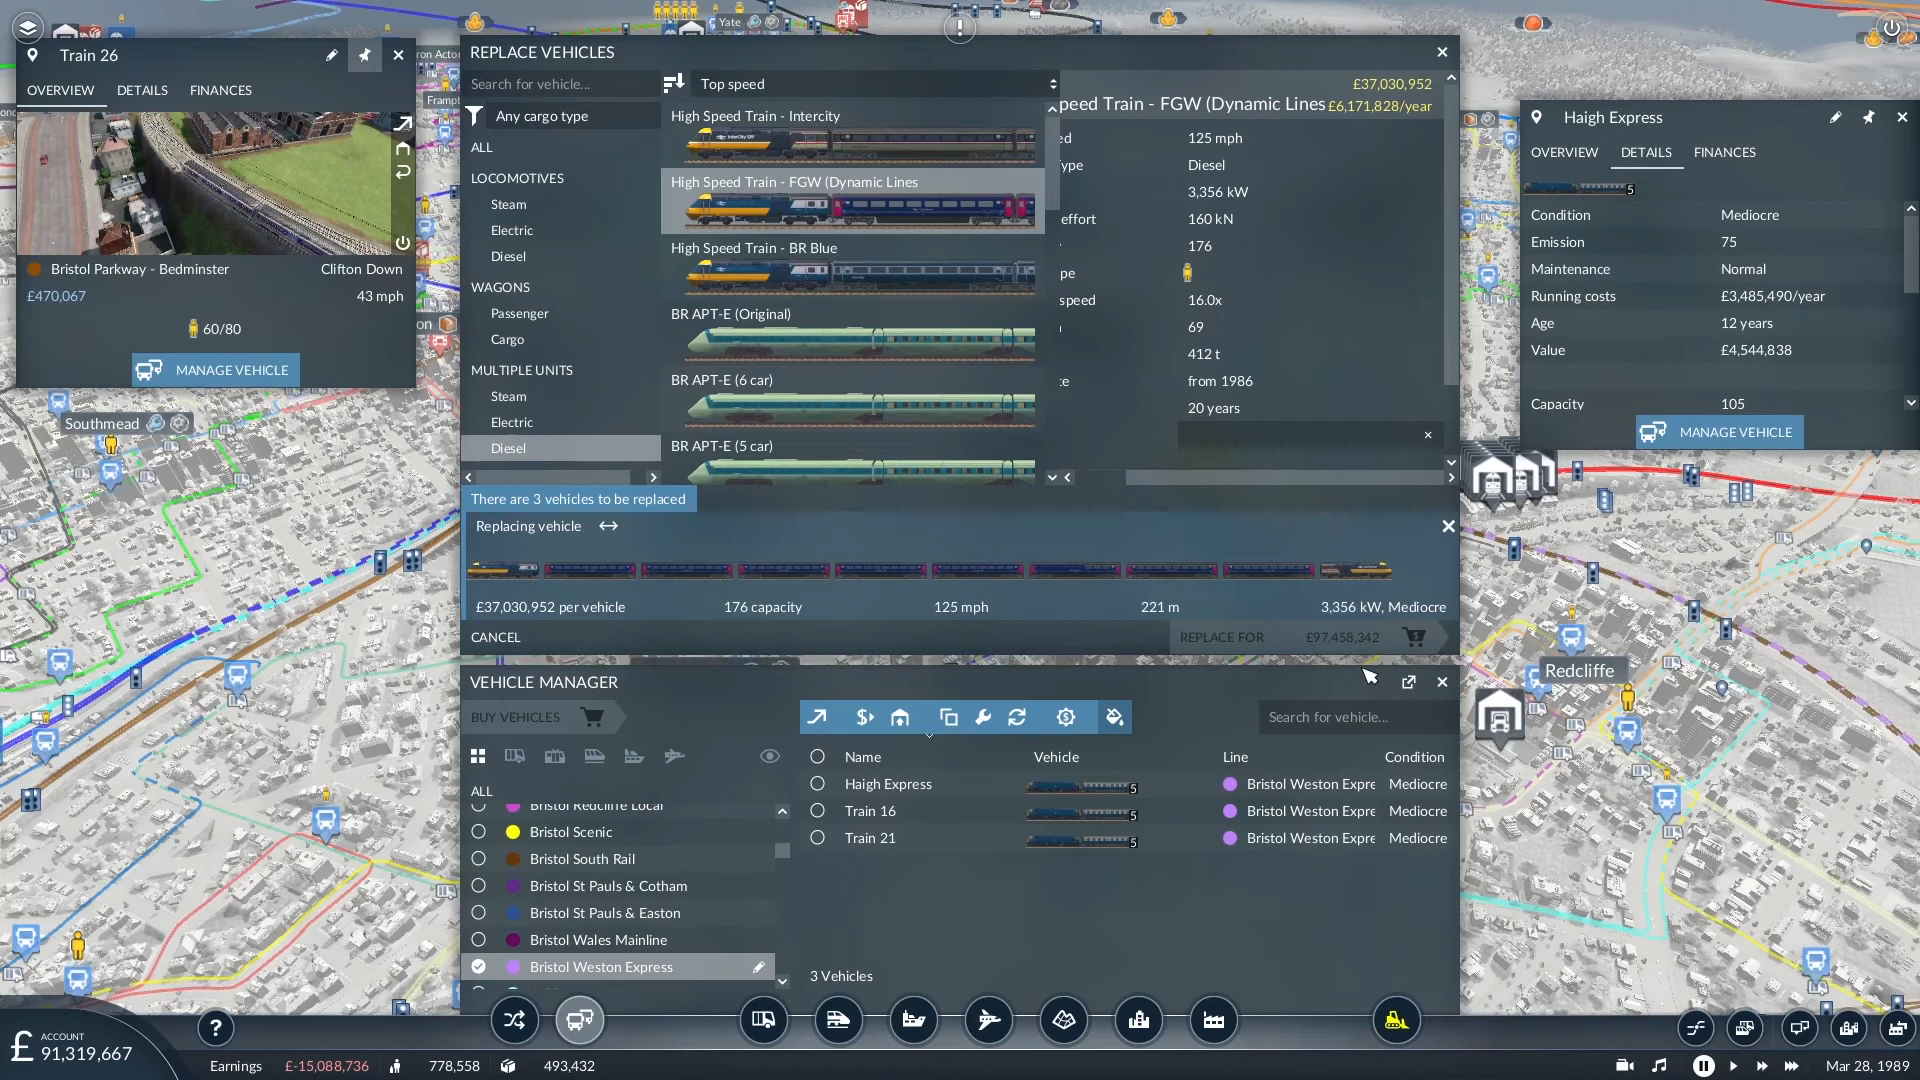 Train 26
OVERVIEW
DETAILS
FINANCES
Bristol Parkway - Bedminster
Clifton Down
£470,067
43 mph
60/80
MANAGE VEHICLE
Yate
Southmead
REPLACE VEHICLES
Search for vehicle...
Top speed
Any cargo type
ALL
LOCOMOTIVES
Steam
Electric
Diesel
WAGONS
Passenger
Cargo
MULTIPLE UNITS
Steam
Electric
Diesel
High Speed Train - Intercity
High Speed Train - FGW (Dynamic Lines
High Speed Train - BR Blue
BR APT-E (Original)
BR APT-E (6 car)
BR APT-E (5 car)
£37,030,952
peed Train - FGW (Dynamic Lines
£6,171,828/year
125 mph
Diesel
3,356 kW
effort
160 kN
176
speed
16.0x
69
412 t
from 1986
20 years
There are 3 vehicles to be replaced
Replacing vehicle
£37,030,952 per vehicle
176 capacity
125 mph
221 m
3,356 kW, Mediocre
CANCEL
REPLACE FOR
£97,458,342
VEHICLE MANAGER
BUY VEHICLES
Search for vehicle...
ALL
Bristol Redcliffe Local
Bristol Scenic
Bristol South Rail
Bristol St Pauls & Cotham
Bristol St Pauls & Easton
Bristol Wales Mainline
Bristol Weston Express
Name
Vehicle
Line
Condition
Haigh Express
5
Bristol Weston Expre
Mediocre
Train 16
5
Bristol Weston Expre
Mediocre
Train 21
5
Bristol Weston Expre
Mediocre
3 Vehicles
Haigh Express
OVERVIEW
DETAILS
FINANCES
5
Condition
Mediocre
Emission
75
Maintenance
Normal
Running costs
£3,485,490/year
Age
12 years
Value
£4,544,838
Capacity
105
MANAGE VEHICLE
Redcliffe
£
ACCOUNT
91,319,667
?
Earnings
£-15,088,736
778,558
493,432
Mar 28, 1989